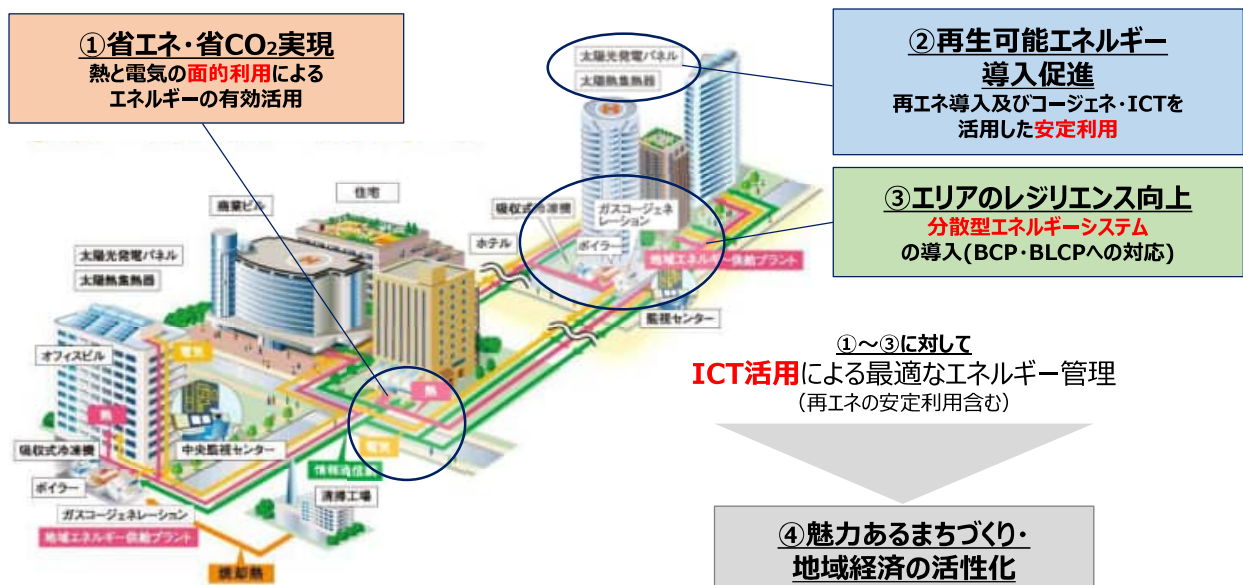 ①省エネ・省CO₂実現
熱と電気の面的利用による
エネルギーの有効活用
②再生可能エネルギー
導入促進
再エネ導入及びコージェネ・ICTを
活用した安定利用
③エリアのレジリエンス向上
分散型エネルギーシステム
の導入(BCP・BLCPへの対応)
太陽光発電パネル
太陽熱集熱器
住宅
商業ビル
吸収式冷凍機
ガスコージェネ
レーション
ホテル
ボイラー
地域エネルギー供給プラント
太陽光発電パネル
太陽熱集熱器
監視センター
オフィスビル
電気
熱
熱
吸収式冷凍機
中央監視センター
電気
情報通信
ボイラー
清掃工場
ガスコージェネレーション
地域エネルギー供給プラント
焼却熱
①～③に対して
ICT活用による最適なエネルギー管理
（再エネの安定利用含む）
④魅力あるまちづくり・
地域経済の活性化